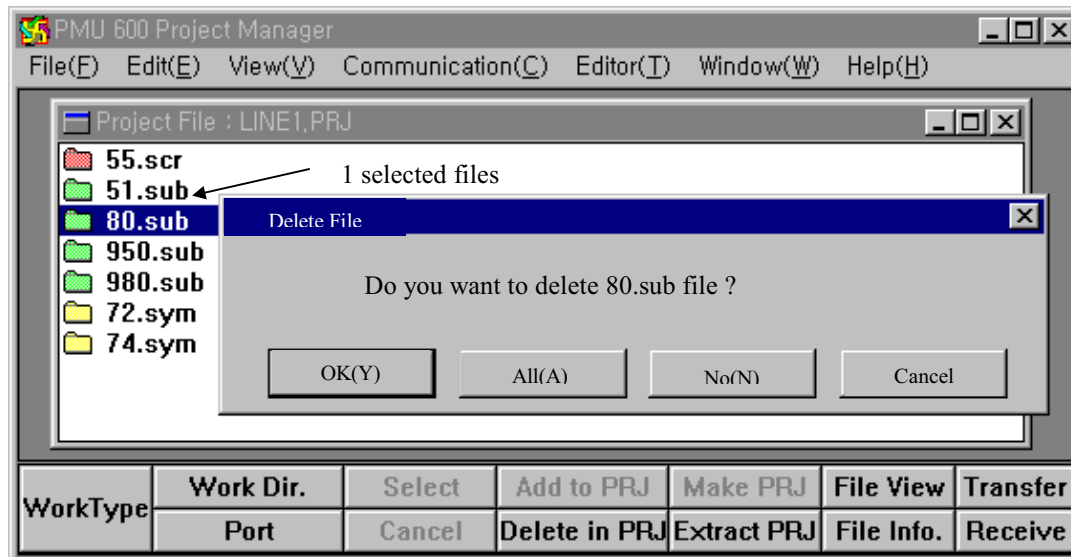 PMU 600 Project Manager
File(F) Edit(E) View(V) Communication(C) Editor(T) Window(W) Help(H)
Project File : LINE1,PRJ
55.scr
1 selected files
51.sub
80.sub
Delete File
950.sub
980.sub
Do you want to delete 80.sub file ?
72.sym
74.sym
OK(Y) All(A) No(N) Cancel
WorkType
Work Dir. Select Add to PRJ Make PRJ File View Transfer
Port Cancel Delete in PRJ Extract PRJ File Info. Receive